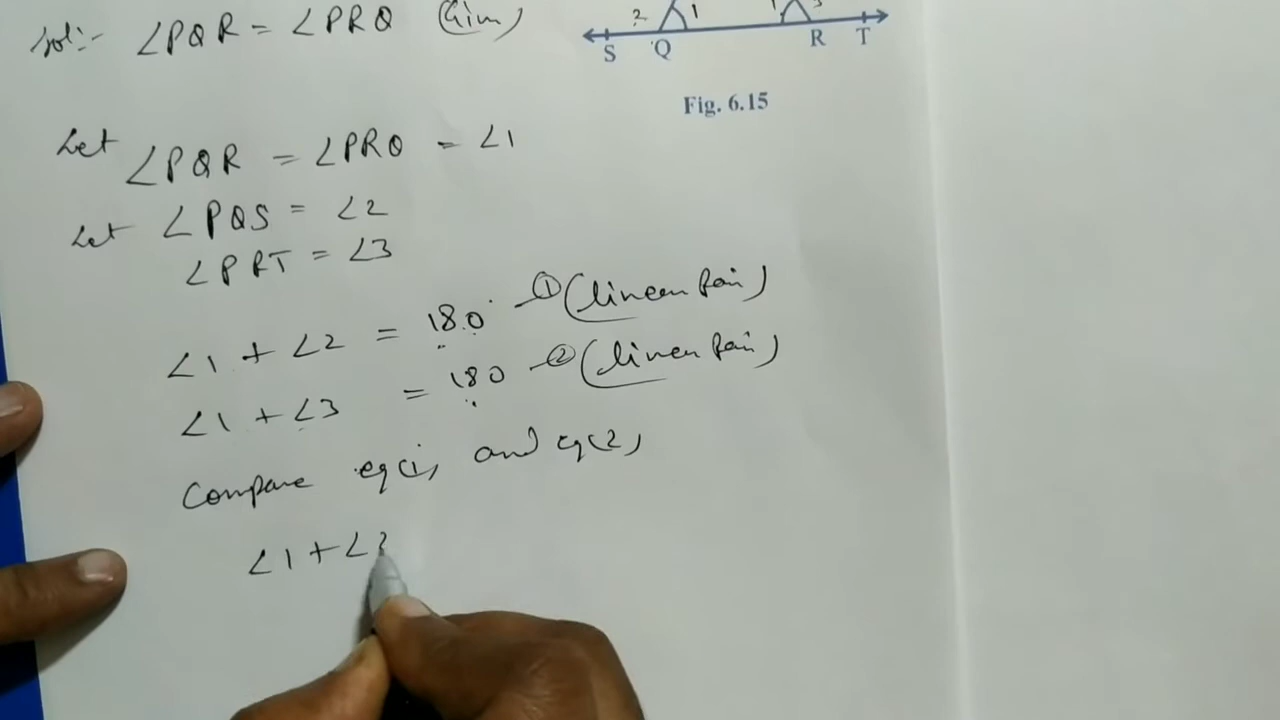 Sol:- ∠PQR = ∠PRQ (Given)
2 1 1 3
S Q R T
Fig. 6.15
Let ∠PQR = ∠PRQ = ∠1
Let ∠PQS = ∠2
∠PRT = ∠3
∠1 + ∠2 = 180° -① (linear pair)
∠1 + ∠3 = 180 -② (linear pair)
Compare eq(1) and eq(2)
∠1 + ∠2